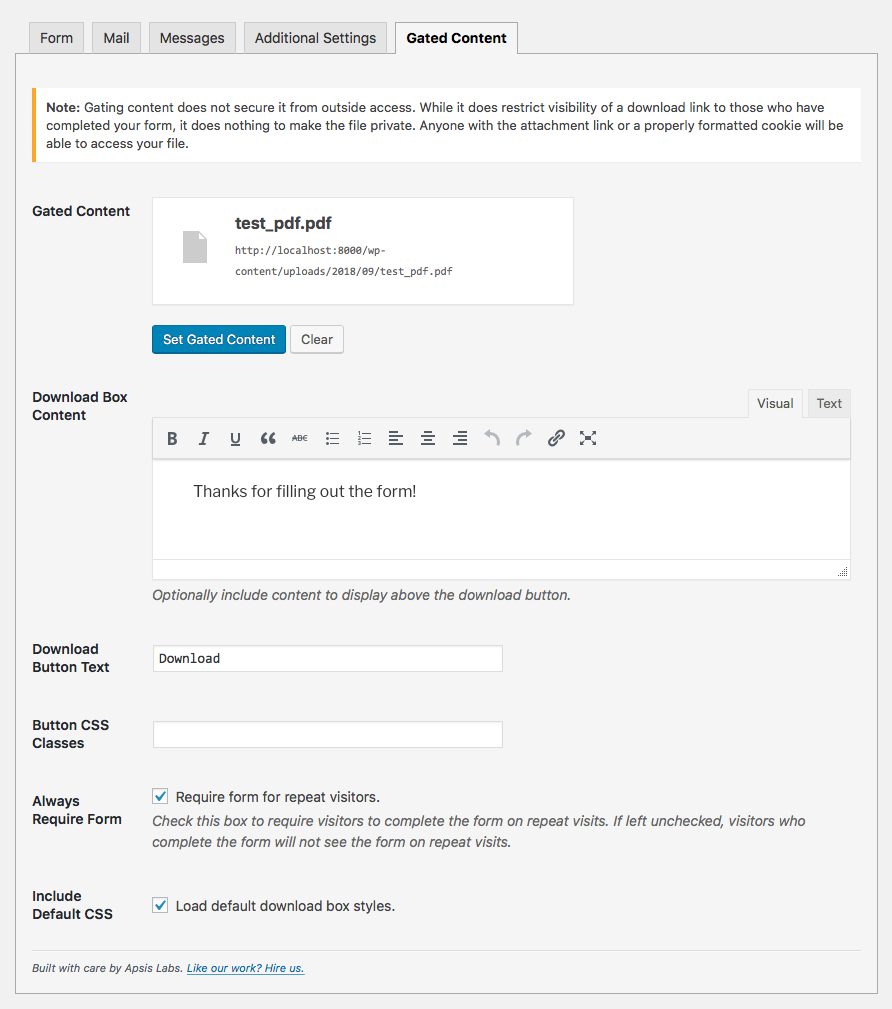 Form Mail Messages Additional Settings Gated Content
Note: Gating content does not secure it from outside access. While it does restrict visibility of a download link to those who have
completed your form, it does nothing to make the file private. Anyone with the attachment link or a properly formatted cookie will be
able to access your file.
Gated Content
test_pdf.pdf
http://localhost:8000/wp-
content/uploads/2018/09/test_pdf.pdf
Set Gated Content Clear
Download Box
Content
Visual Text
B I U ABC
Thanks for filling out the form!
Optionally include content to display above the download button.
Download
Button Text
Download
Button CSS
Classes
Always
Require Form
Require form for repeat visitors.
Check this box to require visitors to complete the form on repeat visits. If left unchecked, visitors who
complete the form will not see the form on repeat visits.
Include
Default CSS
Load default download box styles.
Built with care by Apsis Labs. Like our work? Hire us.